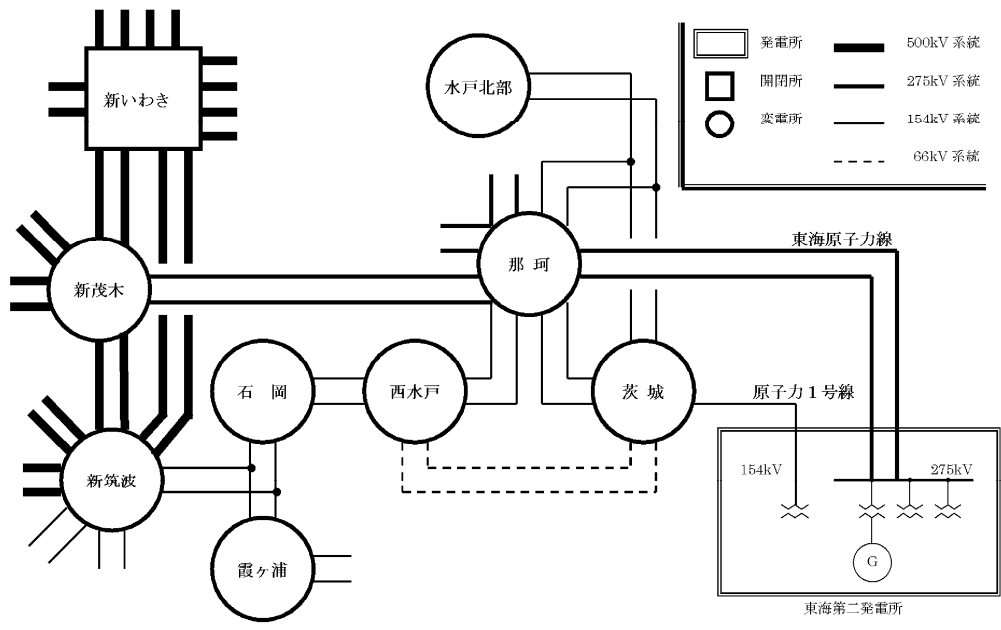 新いわき
水戸北部
発電所
500kV 系統
開閉所
275kV 系統
変電所
154kV 系統
66kV 系統
東海原子力線
那 珂
新茂木
石 岡
西水戸
茨 城
原子力１号線
新筑波
154kV
275kV
霞ヶ浦
G
東海第二発電所